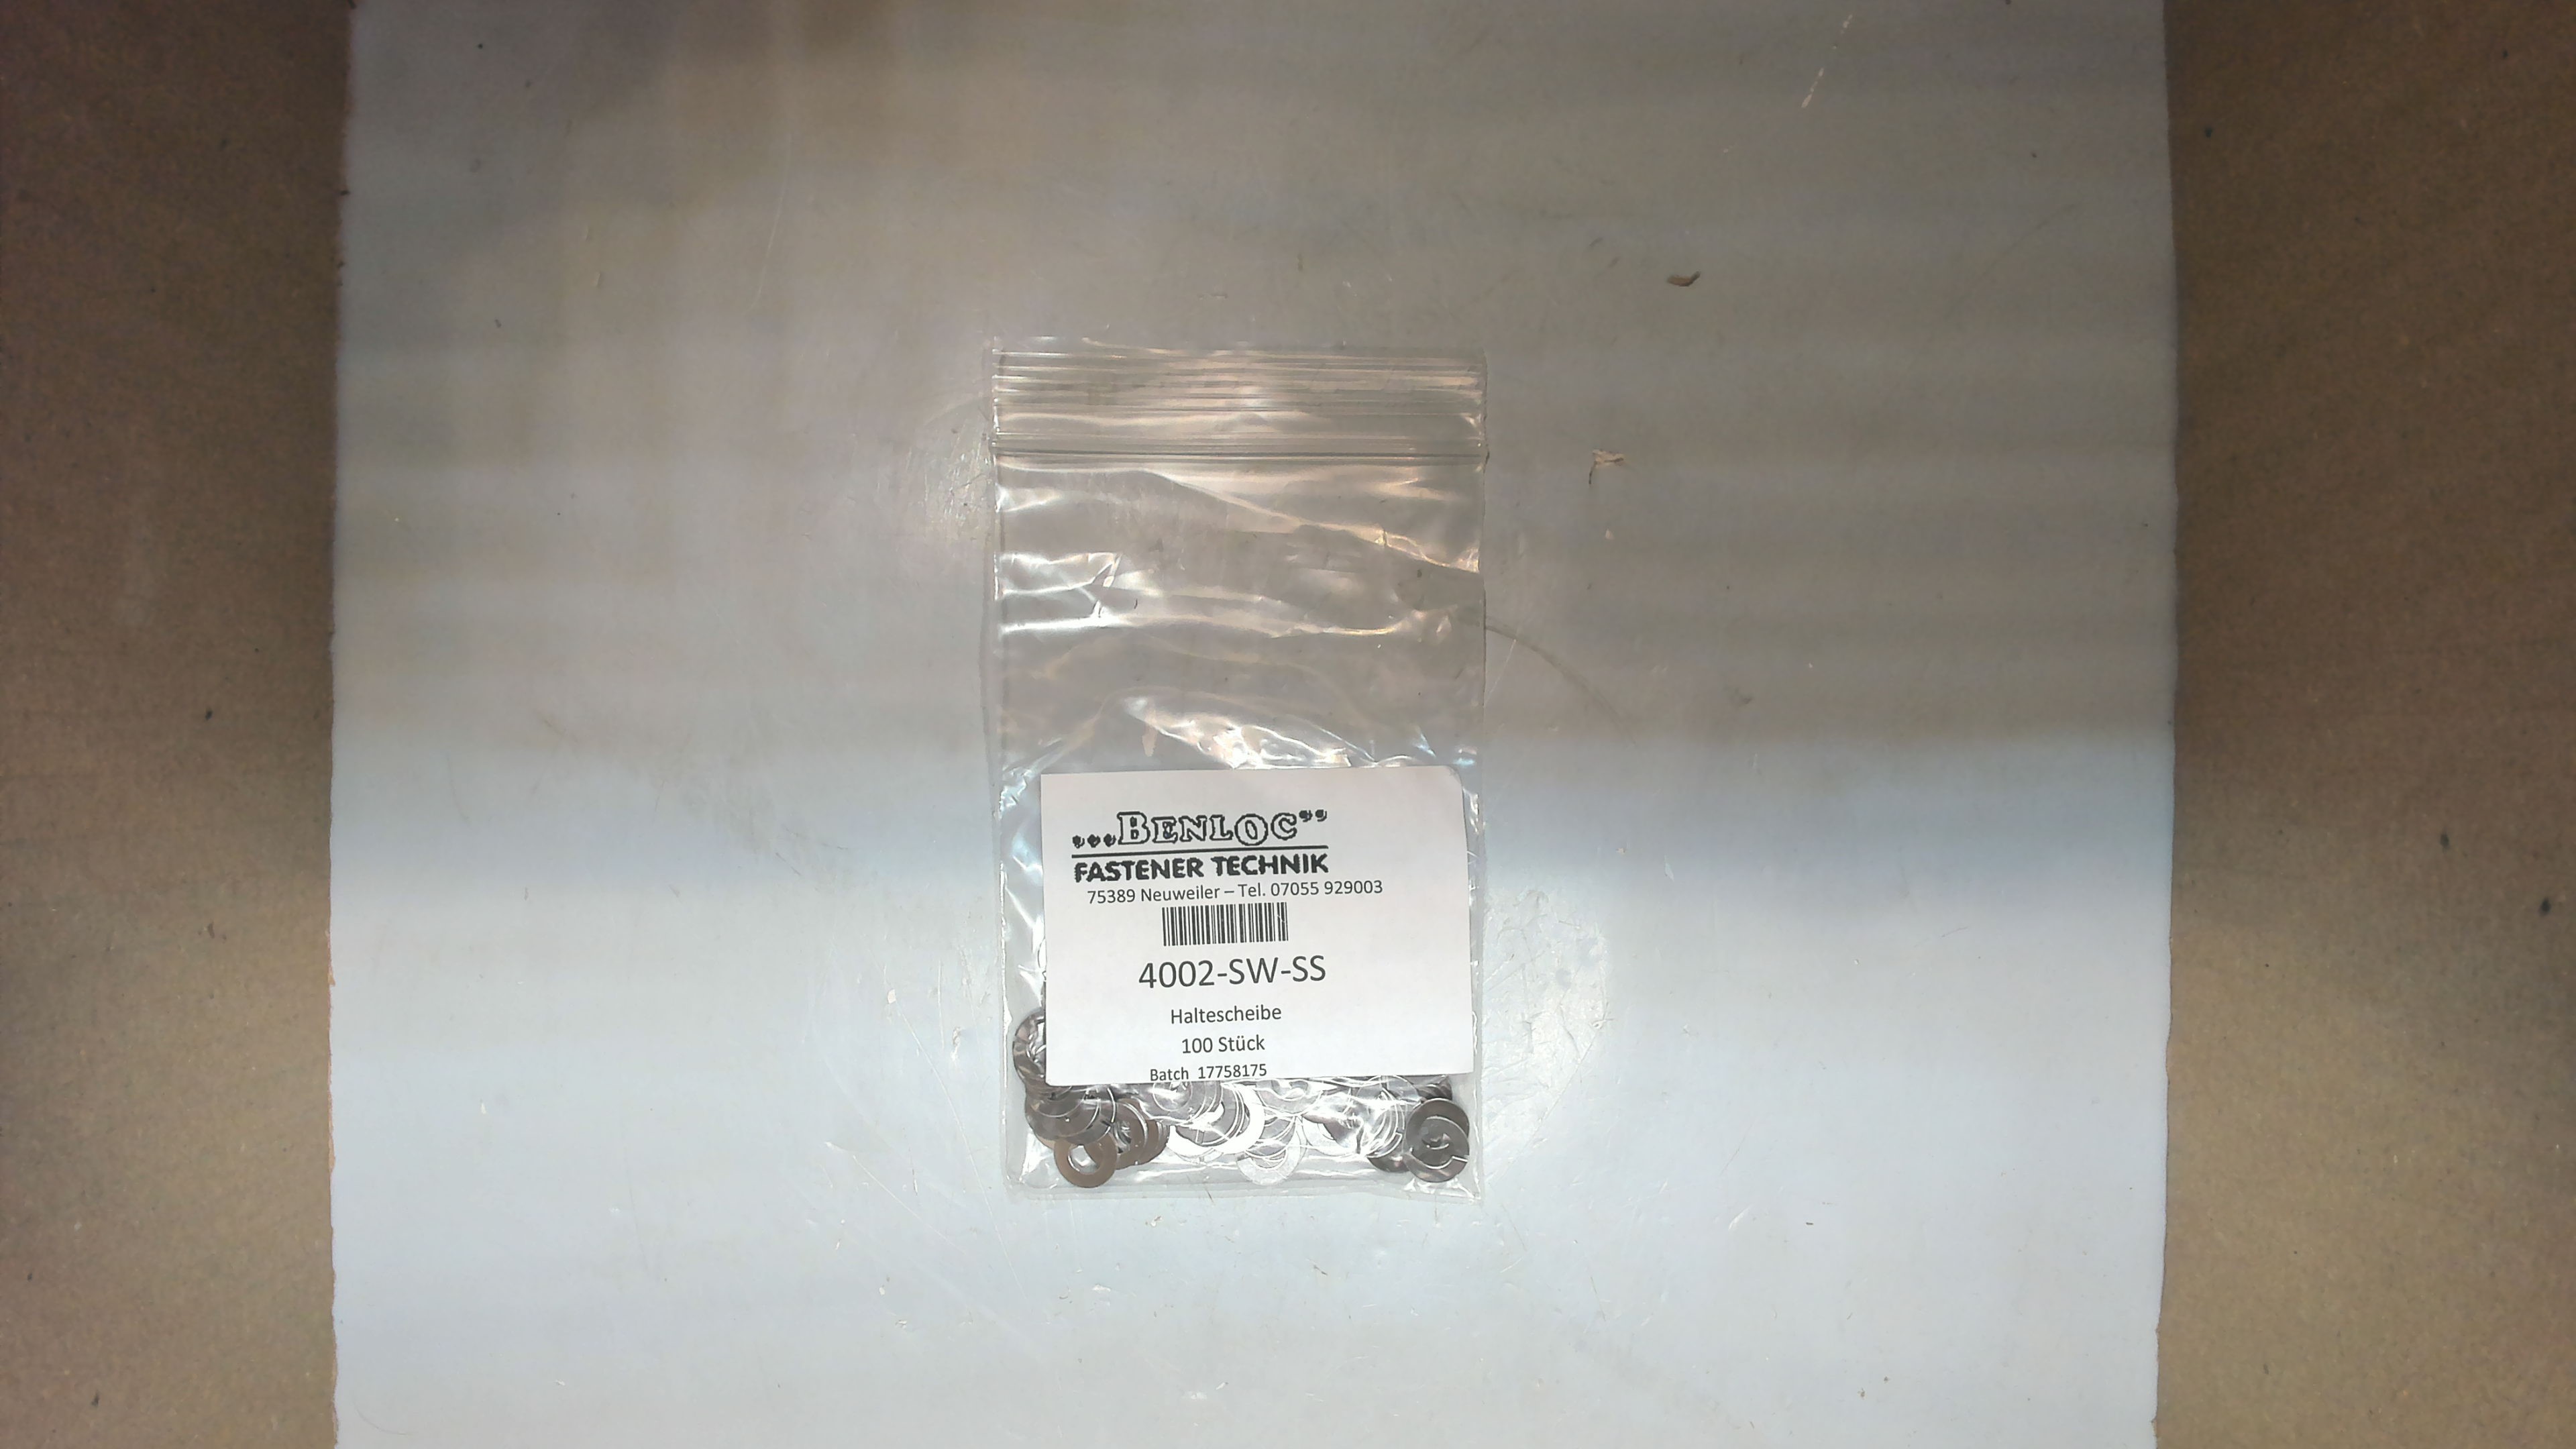 ...BENLOC"
FASTENER TECHNIK
75389 Neuweiler – Tel. 07055 929003
4002-SW-SS
Haltescheibe
100 Stück
Batch 17758175